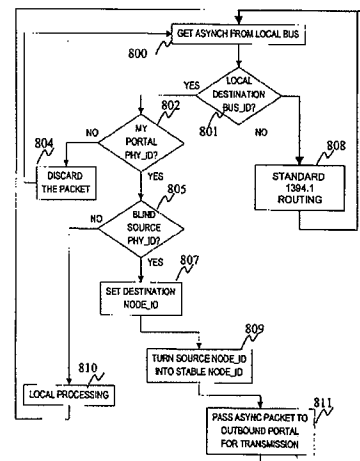 GET ASYNCH FROM LOCAL BUS
800
YES
LOCAL
DESTINATION
BUS_ID?
801
802
NO
MY
PORTAL
PHY_ID?
804
NO
808
DISCARD
THE PACKET
YES
STANDARD
1394.1
ROUTING
805
NO
BLIND
SOURCE
PHY_ID?
YES
807
SET DESTINATION
NODE_ID
809
TURN SOURCE NODE_ID
INTO STABLE NODE_ID
810
LOCAL PROCESSING
811
PASS ASYNC PACKET TO
OUTBOUND PORTAL
FOR TRANSMISSION